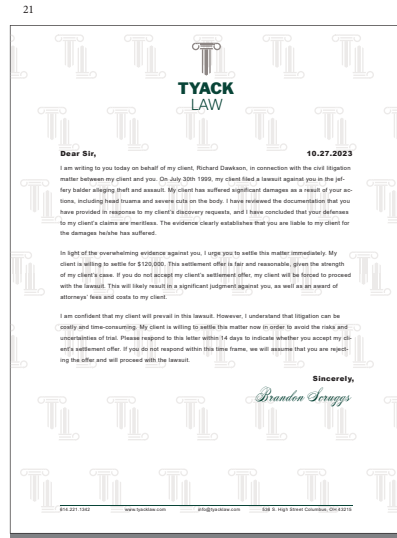 21
TYACK
LAW
Dear Sir, 10.27.2023
I am writing to you today on behalf of my client, Richard Dawkson, in connection with the civil litigation
matter between my client and you. On July 30th 1999, my client filed a lawsuit against you in the jef-
fery balder alleging theft and assault. My client has suffered significant damages as a result of your ac-
tions, including head truama and severe cuts on the body. I have reviewed the documentation that you
have provided in response to my client's discovery requests, and I have concluded that your defenses
to my client's claims are meritless. The evidence clearly establishes that you are liable to my client for
the damages he/she has suffered.
In light of the overwhelming evidence against you, I urge you to settle this matter immediately. My
client is willing to settle for $120,000. This settlement offer is fair and reasonable, given the strength
of my client's case. If you do not accept my client's settlement offer, my client will be forced to proceed
with the lawsuit. This will likely result in a significant judgment against you, as well as an award of
attorneys' fees and costs to my client.
I am confident that my client will prevail in this lawsuit. However, I understand that litigation can be
costly and time-consuming. My client is willing to settle this matter now in order to avoid the risks and
uncertainties of trial. Please respond to this letter within 14 days to indicate whether you accept my cli-
ent's settlement offer. If you do not respond within this time frame, we will assume that you are reject-
ing the offer and will proceed with the lawsuit.
Sincerely,
Brandon Scruggs
614.221.1342 www.tyacklaw.com info@tyacklaw.com 536 S. High Street Columbus, OH 43215